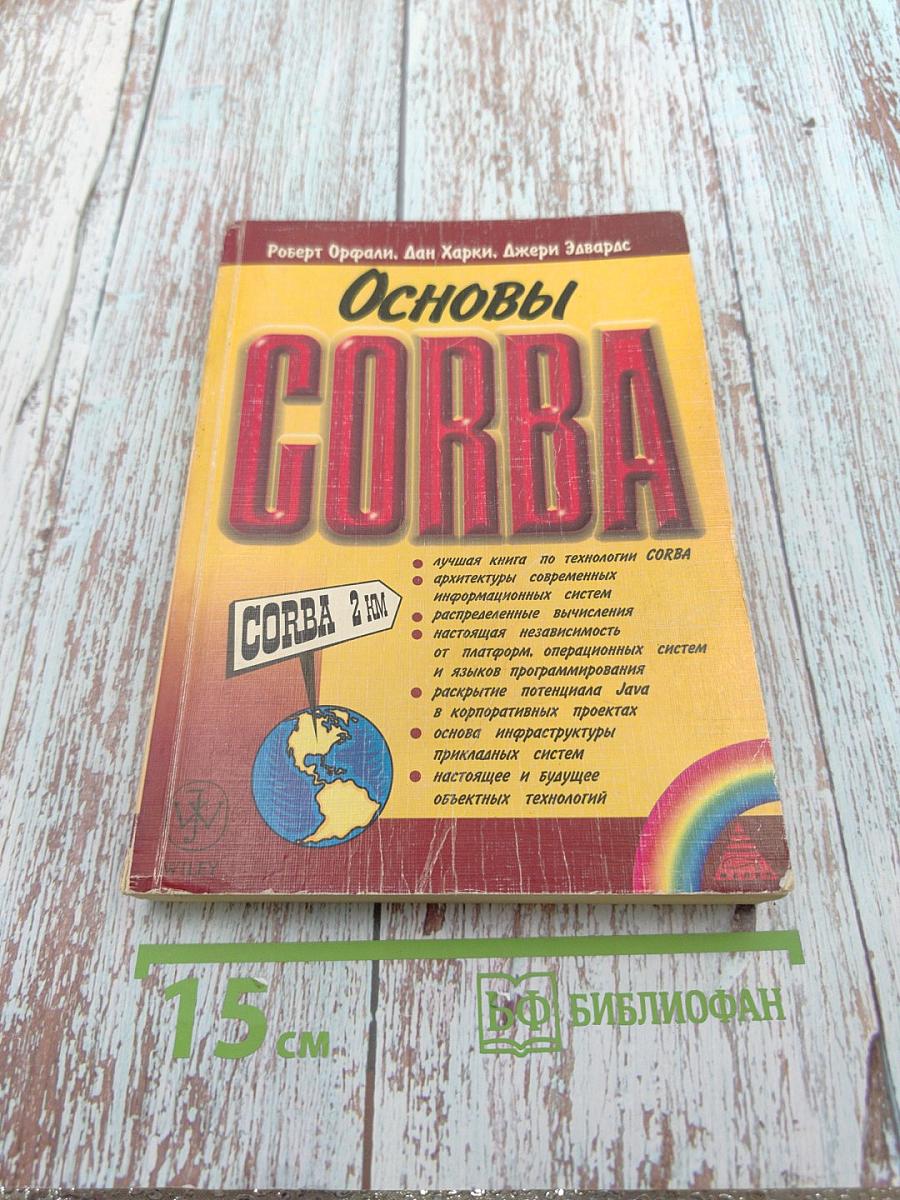 Роберт Орфали, Дан Харки, Джери Эдвардс
Основы
CORBA
лучшая книга по технологии CORBA
архитектуры современных
информационных систем
распределенные вычисления
настоящая независимость
от платформ, операционных систем
и языков программирования
раскрытие потенциала Java
в корпоративных проектах
основа инфраструктуры
прикладных систем
настоящее и будущее
объектных технологий
CORBA 2 КМ
WILEY
15 см
БФ БИБЛИОФАН